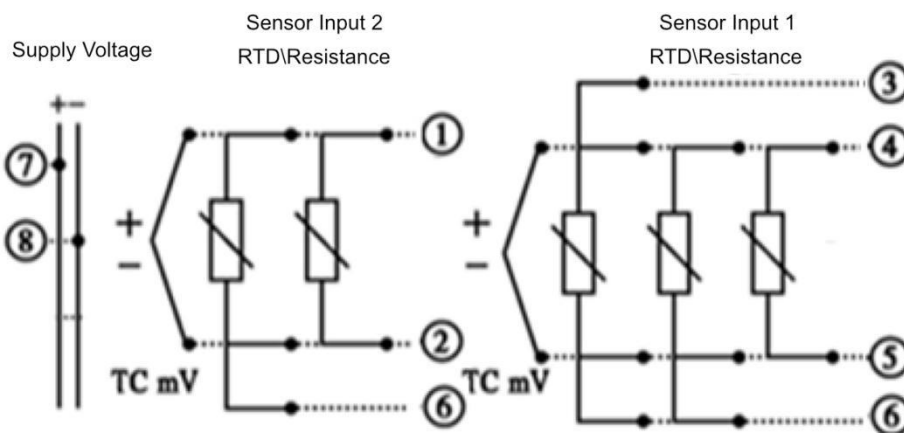 Supply Voltage
Sensor Input 2
RTD\Resistance
Sensor Input 1
RTD\Resistance
+ −
7
8
+
−
TC mV
1
2
6
+
−
TC mV
3
4
5
6